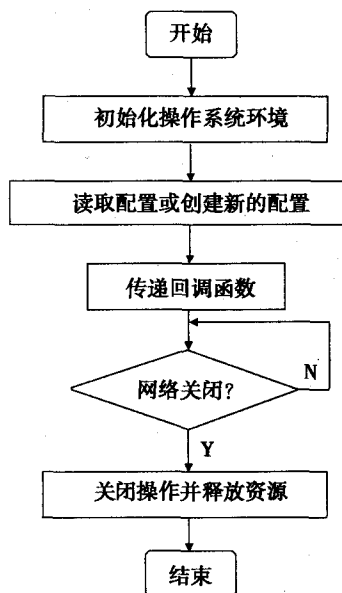 开始
初始化操作系统环境
读取配置或创建新的配置
传递回调函数
网络关闭?
N
Y
关闭操作并释放资源
结束